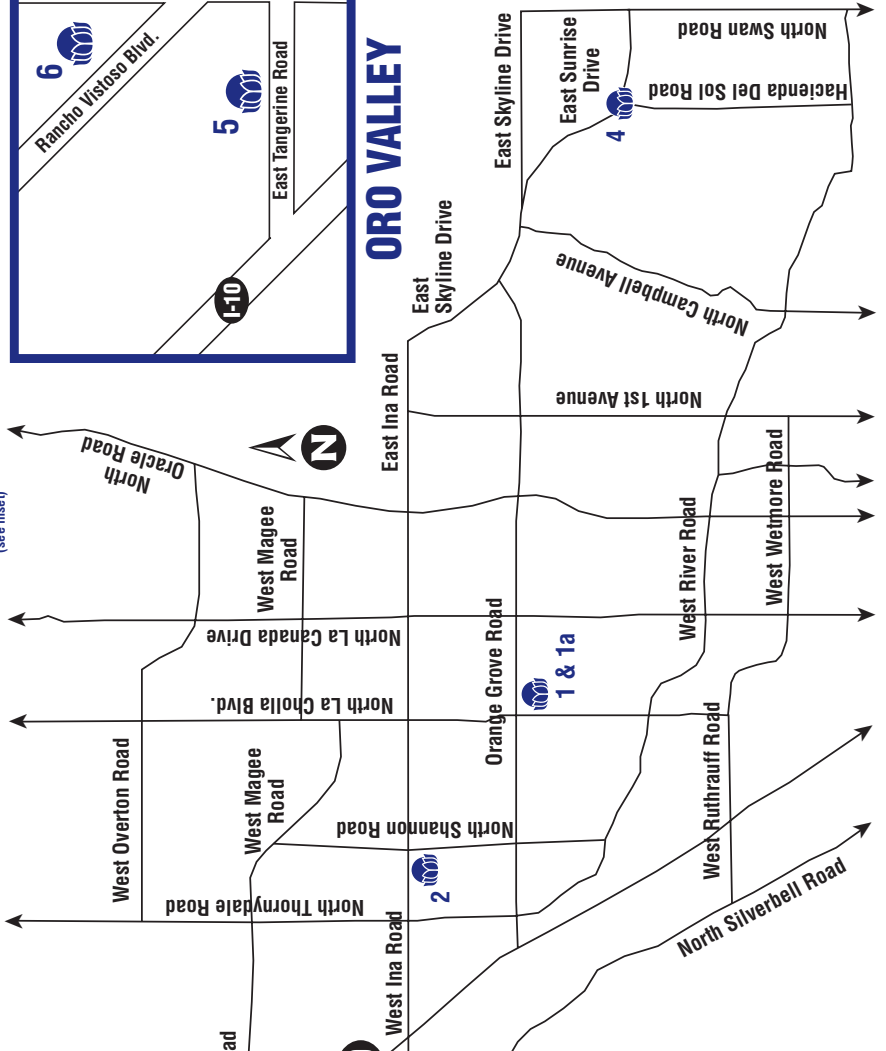 6
Rancho Vistoso Blvd.
5
East Tangerine Road
I-10
ORO VALLEY
(see inset)
N
East Skyline Drive
East Sunrise
Drive
North Swan Road
Hacienda Del Sol Road
4
East
Skyline Drive
North Campbell Avenue
East Ina Road
North 1st Avenue
North
Oracle Road
West Magee
Road
North La Canada Drive
Orange Grove Road
West River Road
West Wetmore Road
1 & 1a
North La Cholla Blvd.
West Overton Road
West Magee
Road
North Shannon Road
West Ruthrauff Road
2
North Thornydale Road
West Ina Road
North Silverbell Road